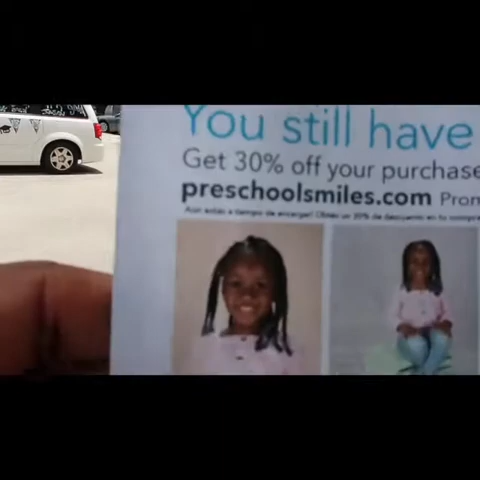 You still have
Get 30% off your purchase
preschoolsmiles.com Prom
Aún estás a tiempo de encargar! Obtén un 30% de descuento en tu compra